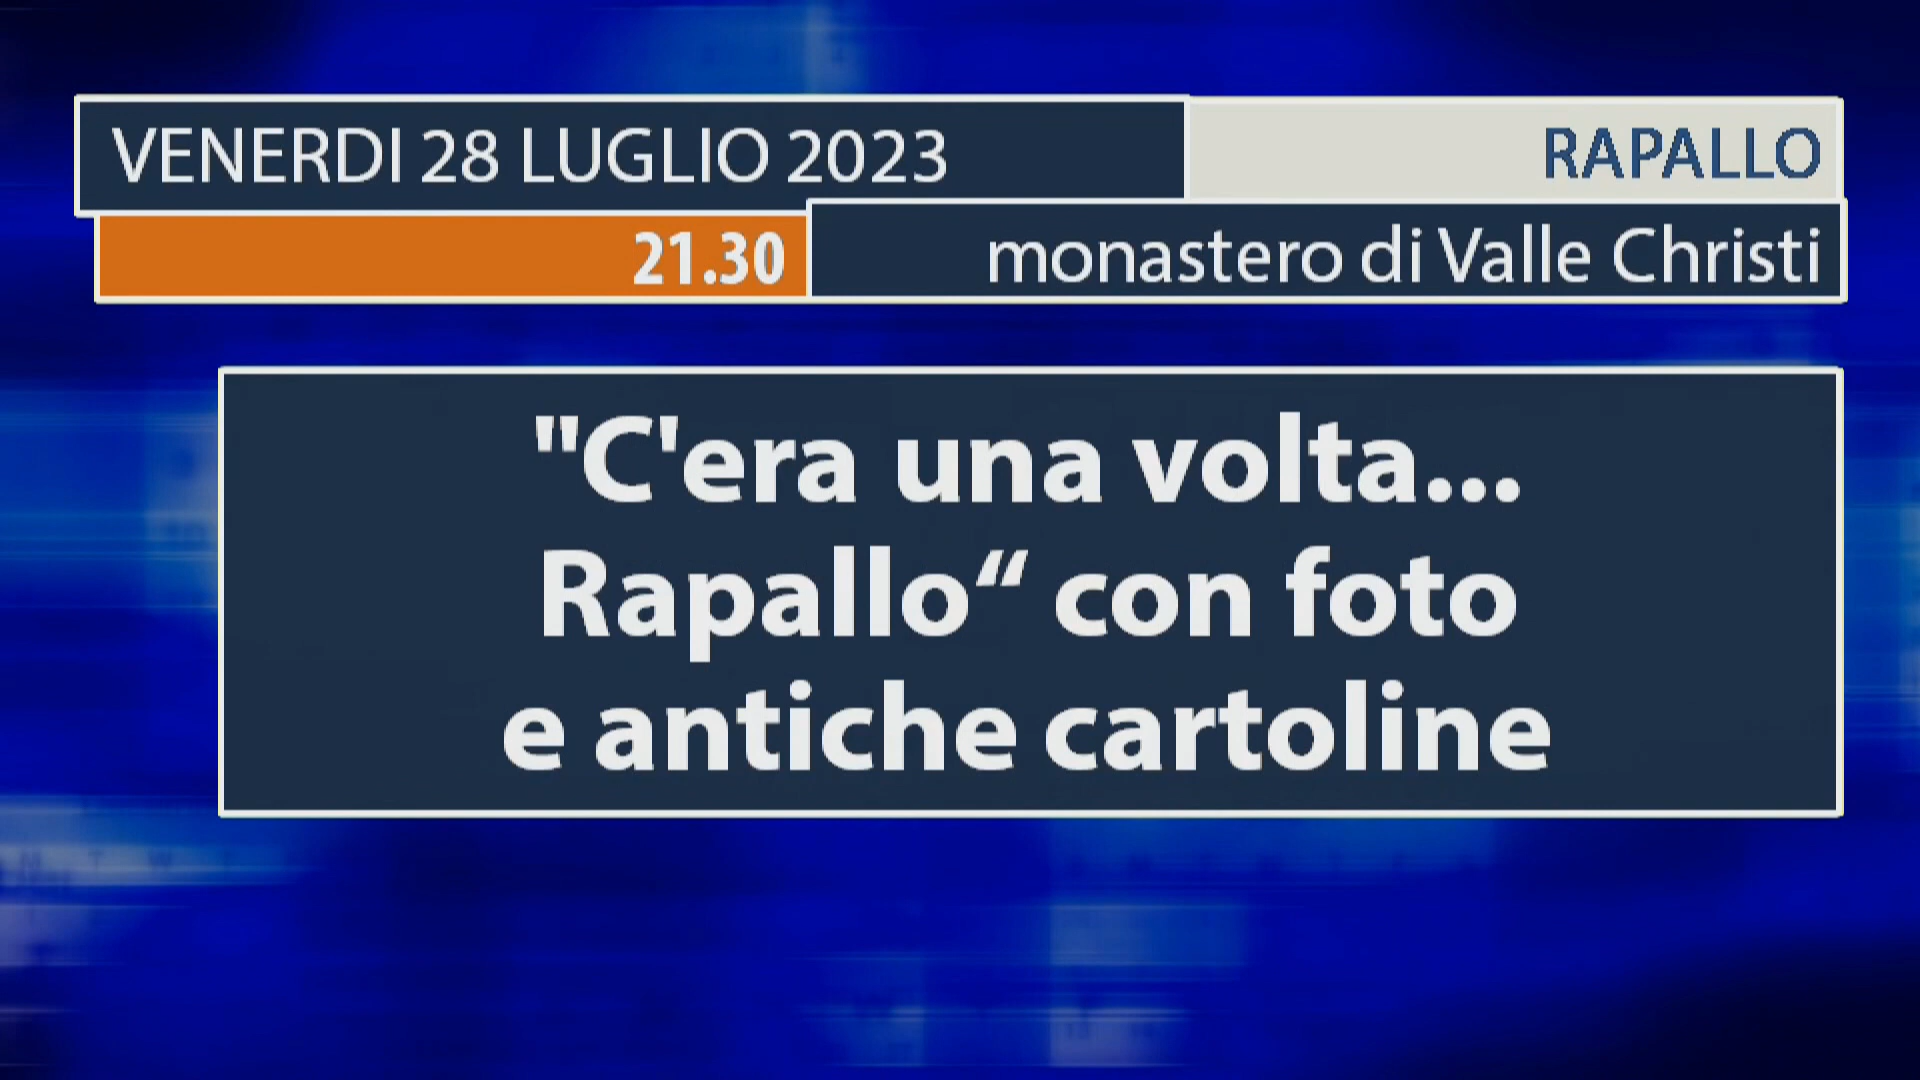 VENERDI 28 LUGLIO 2023
RAPALLO
21.30
monastero di Valle Christi
"C'era una volta...
Rapallo“ con foto
e antiche cartoline